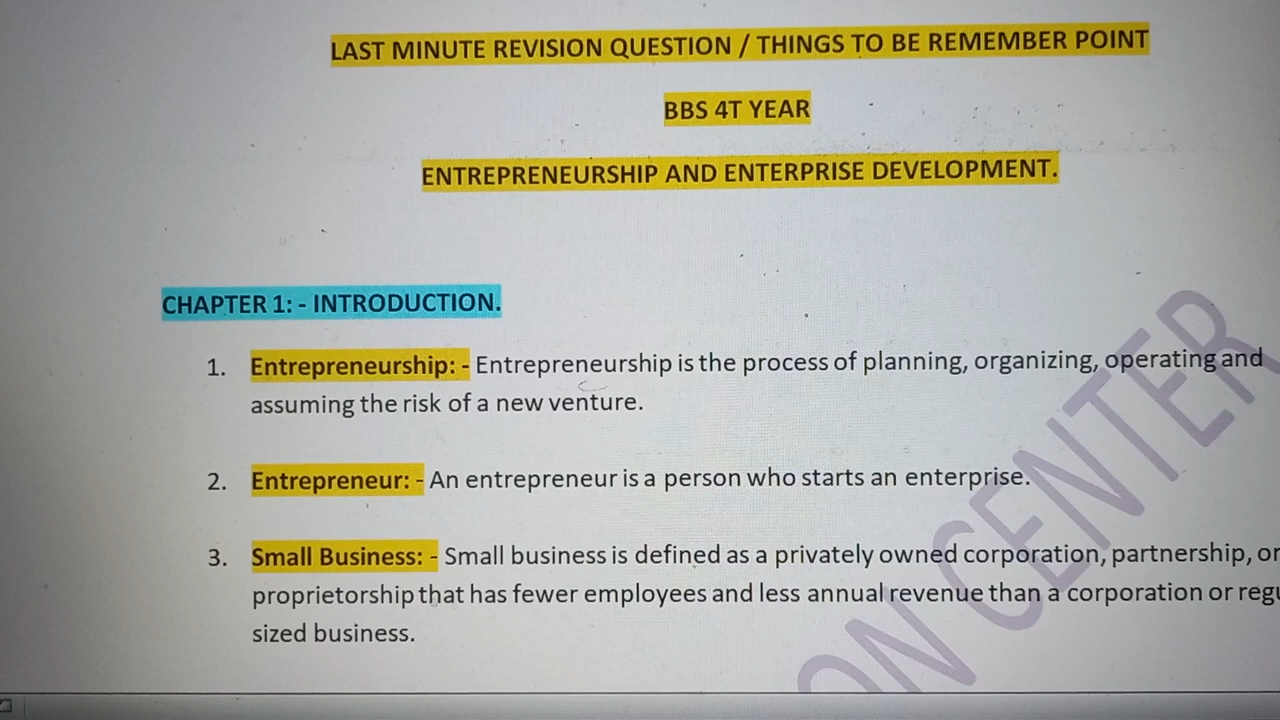 LAST MINUTE REVISION QUESTION / THINGS TO BE REMEMBER POINT
BBS 4T YEAR
ENTREPRENEURSHIP AND ENTERPRISE DEVELOPMENT.
CHAPTER 1: - INTRODUCTION.
1. Entrepreneurship: - Entrepreneurship is the process of planning, organizing, operating and
assuming the risk of a new venture.
2. Entrepreneur: - An entrepreneur is a person who starts an enterprise.
3. Small Business: - Small business is defined as a privately owned corporation, partnership, or
proprietorship that has fewer employees and less annual revenue than a corporation or
sized business.
CENTER